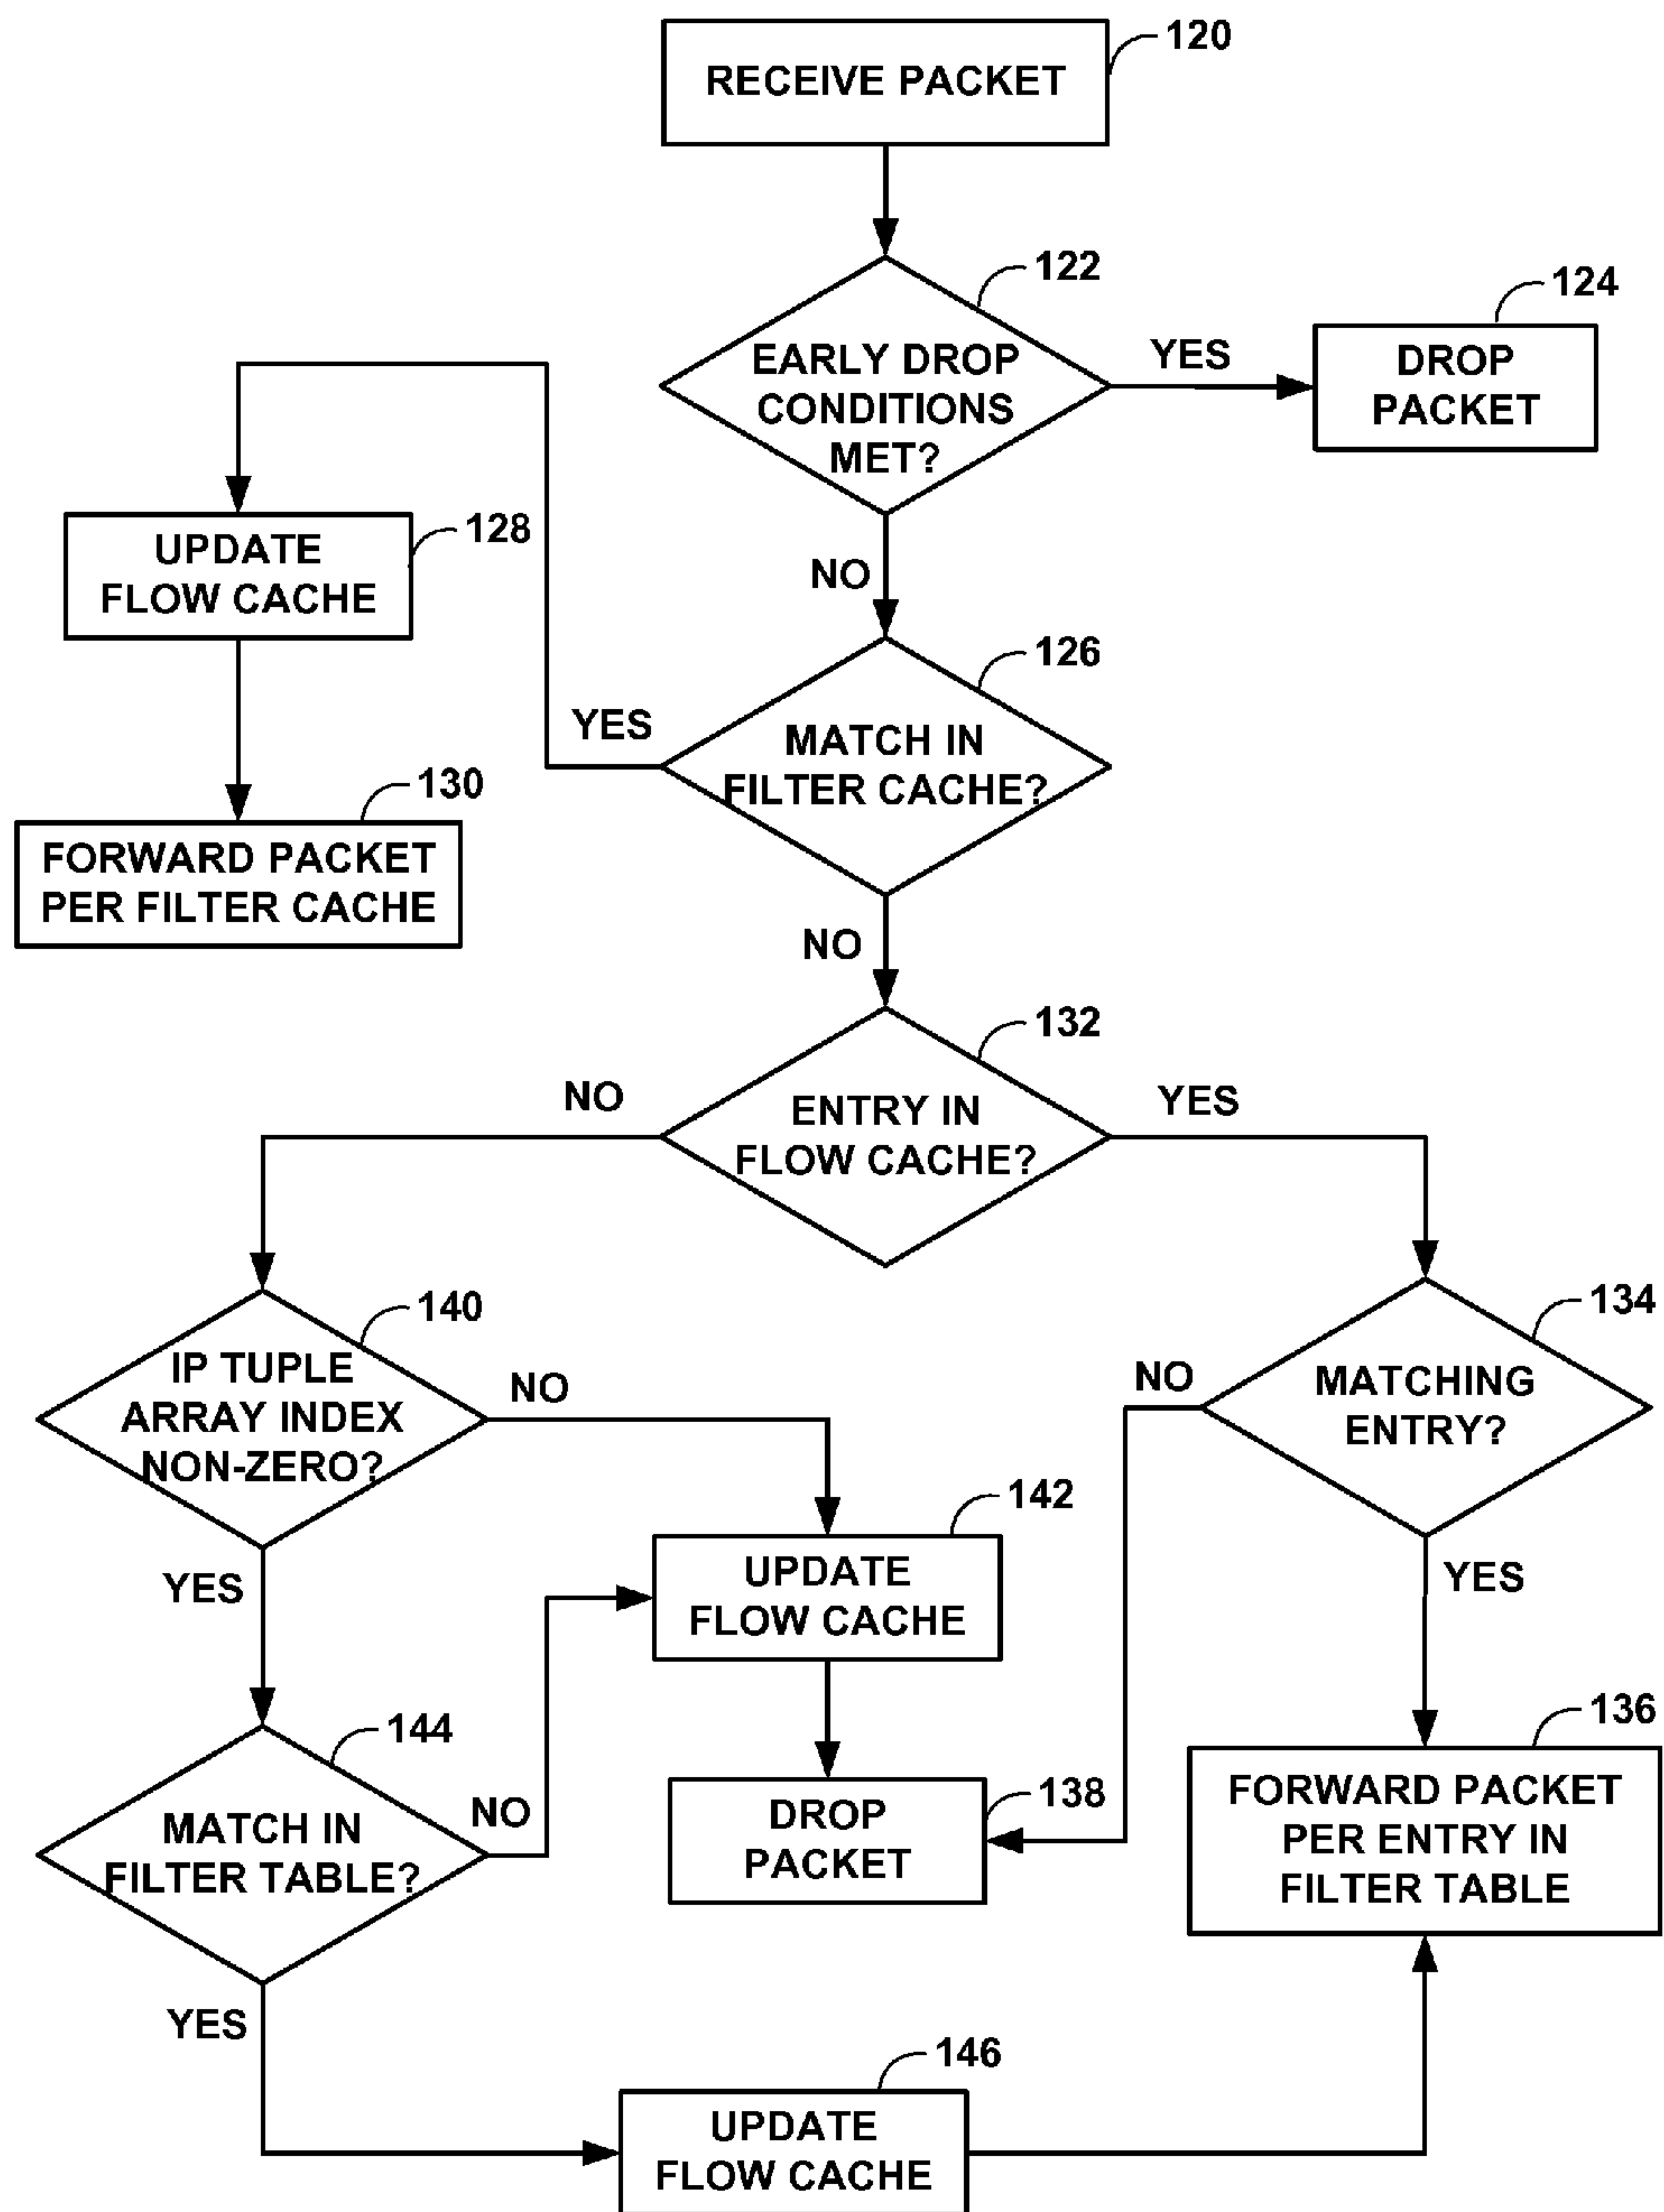 RECEIVE PACKET
120
EARLY DROP
CONDITIONS
MET?
122
YES
DROP
PACKET
124
NO
UPDATE
FLOW CACHE
128
MATCH IN
FILTER CACHE?
126
YES
FORWARD PACKET
PER FILTER CACHE
130
NO
ENTRY IN
FLOW CACHE?
132
NO
YES
IP TUPLE
ARRAY INDEX
NON-ZERO?
140
NO
YES
MATCHING
ENTRY?
134
NO
YES
UPDATE
FLOW CACHE
142
MATCH IN
FILTER TABLE?
144
NO
YES
DROP
PACKET
138
FORWARD PACKET
PER ENTRY IN
FILTER TABLE
136
UPDATE
FLOW CACHE
146